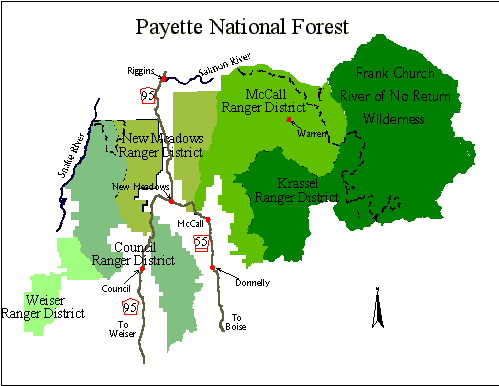 Payette National Forest
Riggins
Salmon River
95
McCall
Ranger District
Frank Church
River of No Return
Wilderness
Warren
Snake River
New Meadows
Ranger District
Krassel
Ranger District
New Meadows
McCall
55
Council
Ranger District
Council
Donnelly
Weiser
Ranger District
95
To
Weiser
To
Boise
N